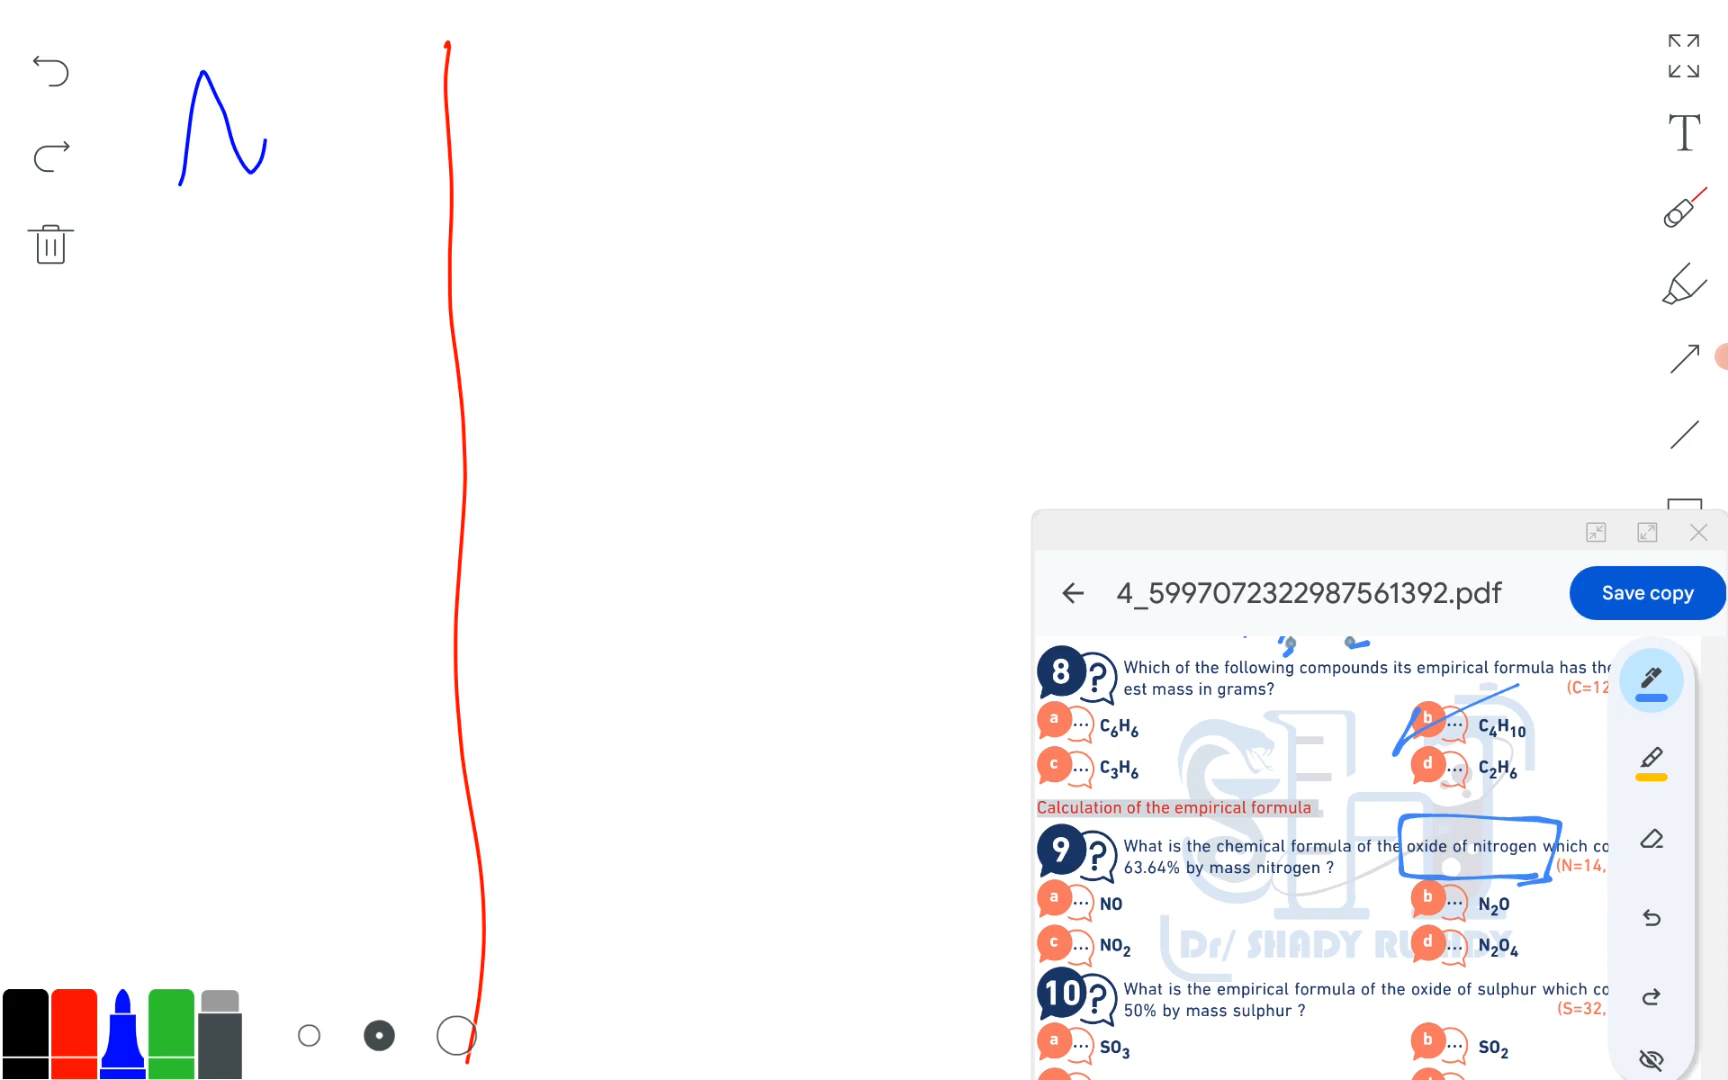 N
T
4_5997072322987561392.pdf
Save copy
8 ? Which of the following compounds its empirical formula has the
est mass in grams?
(C=12
a ... C6H6
b ... C4H10
c ... C3H6
d ... C2H6
Calculation of the empirical formula
9 ? What is the chemical formula of the oxide of nitrogen which co
63.64% by mass nitrogen ?
(N=14,
a ... NO
b ... N2O
c ... NO2
d ... N2O4
Dr/ SHADY
10 ? What is the empirical formula of the oxide of sulphur which co
50% by mass sulphur ?
(S=32,
a ... SO3
b ... SO2